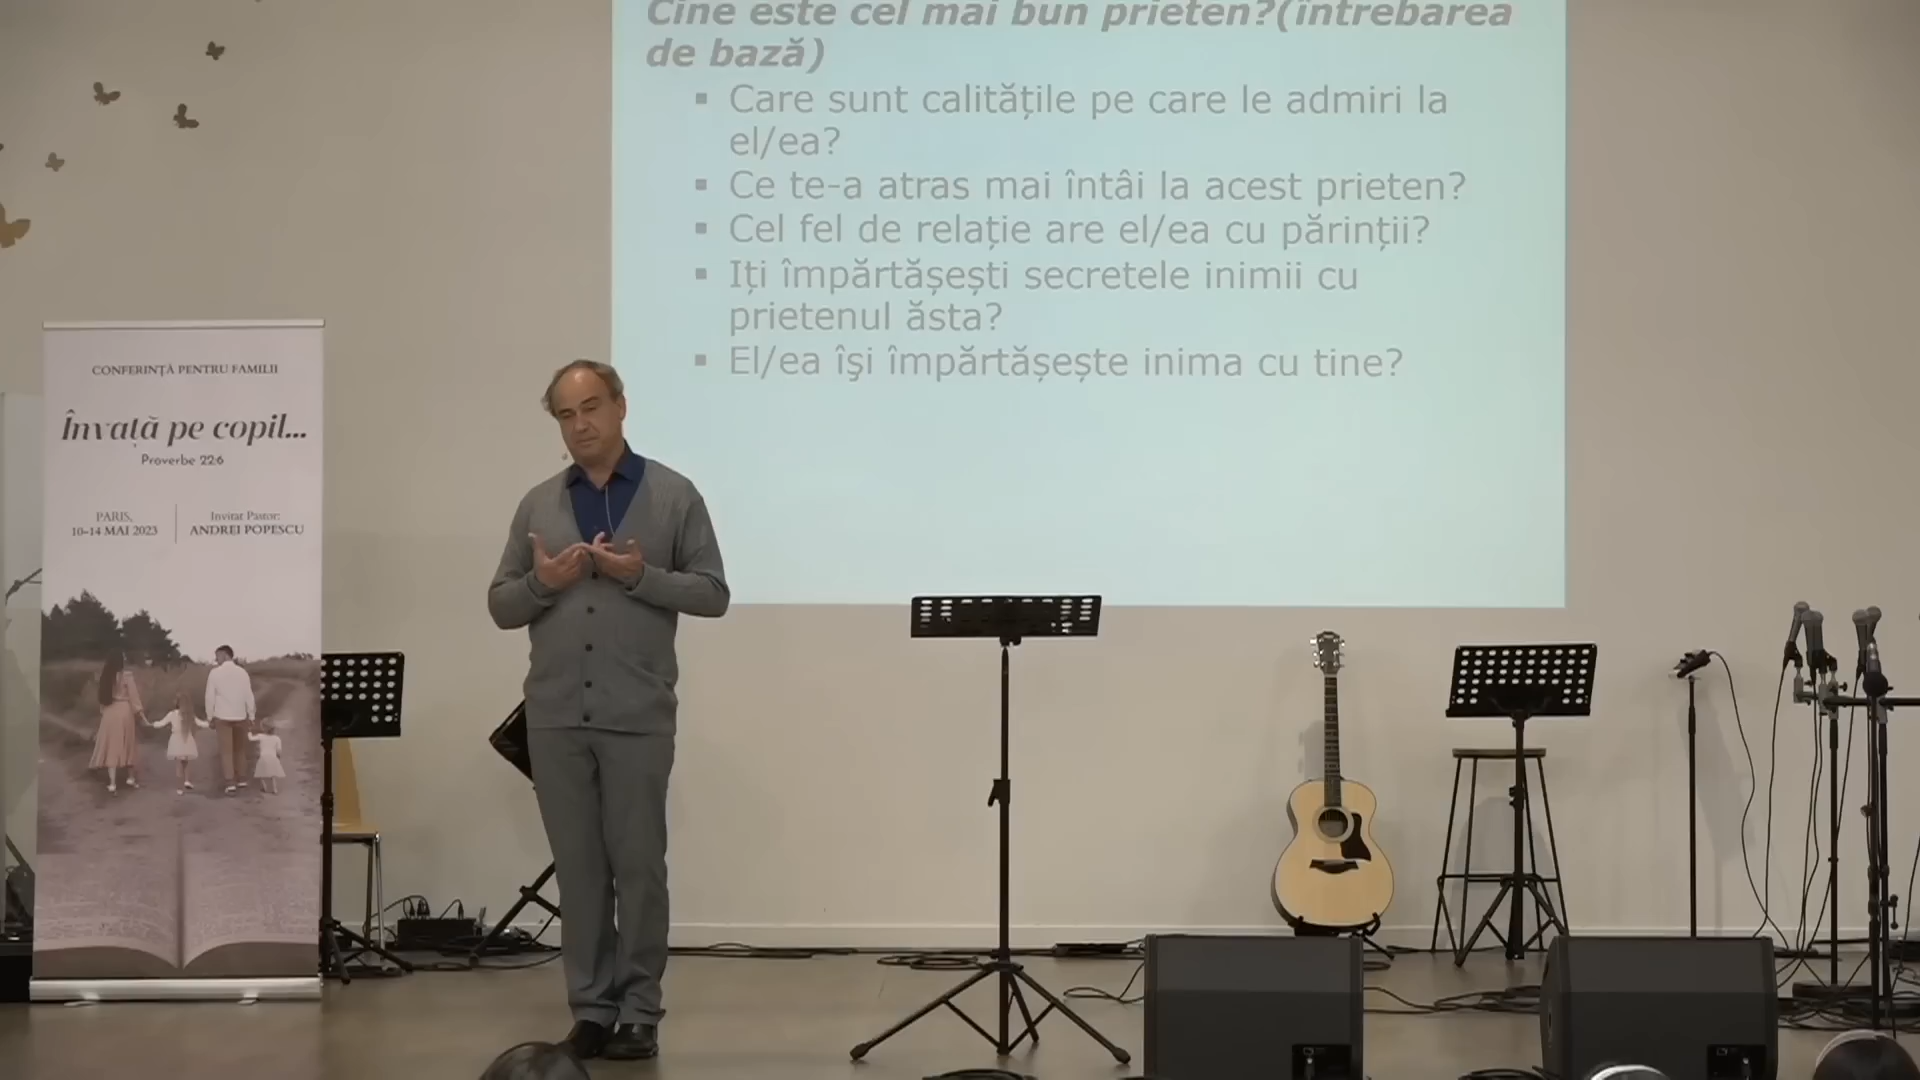 Cine este cel mai bun prieten?(întrebarea
de bază)
▪ Care sunt calitățile pe care le admiri la
el/ea?
▪ Ce te-a atras mai întâi la acest prieten?
▪ Cel fel de relație are el/ea cu părinții?
▪ Iți împărtășești secretele inimii cu
prietenul ăsta?
▪ El/ea îşi împărtășește inima cu tine?
CONFERINȚĂ PENTRU FAMILII
Învață pe copil...
Proverbe 22:6
PARIS,
10-14 MAI 2023
Invitat Pastor:
ANDREI POPESCU